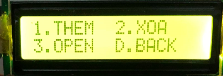 1.THEM 2.XOA
3.OPEN D.BACK